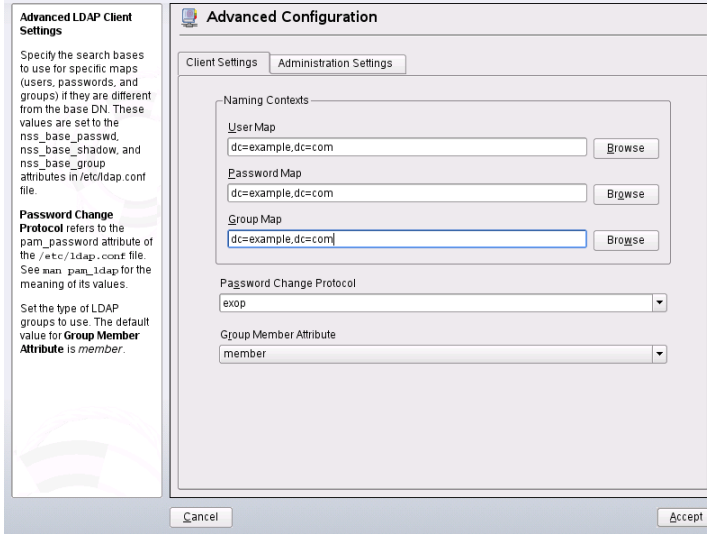 Advanced LDAP Client
Settings
Specify the search bases
to use for specific maps
(users, passwords, and
groups) if they are different
from the base DN. These
values are set to the
nss_base_passwd,
nss_base_shadow, and
nss_base_group
attributes in /etc/ldap.conf
file.
Password Change
Protocol refers to the
pam_password attribute of
the /etc/ldap.conf file.
See man pam_ldap for the
meaning of its values.
Set the type of LDAP
groups to use. The default
value for Group Member
Attribute is member.
Advanced Configuration
Client Settings
Administration Settings
Naming Contexts
User Map
dc=example,dc=com
Browse
Password Map
dc=example,dc=com
Browse
Group Map
dc=example,dc=com
Browse
Password Change Protocol
exop
Group Member Attribute
member
Cancel
Accept